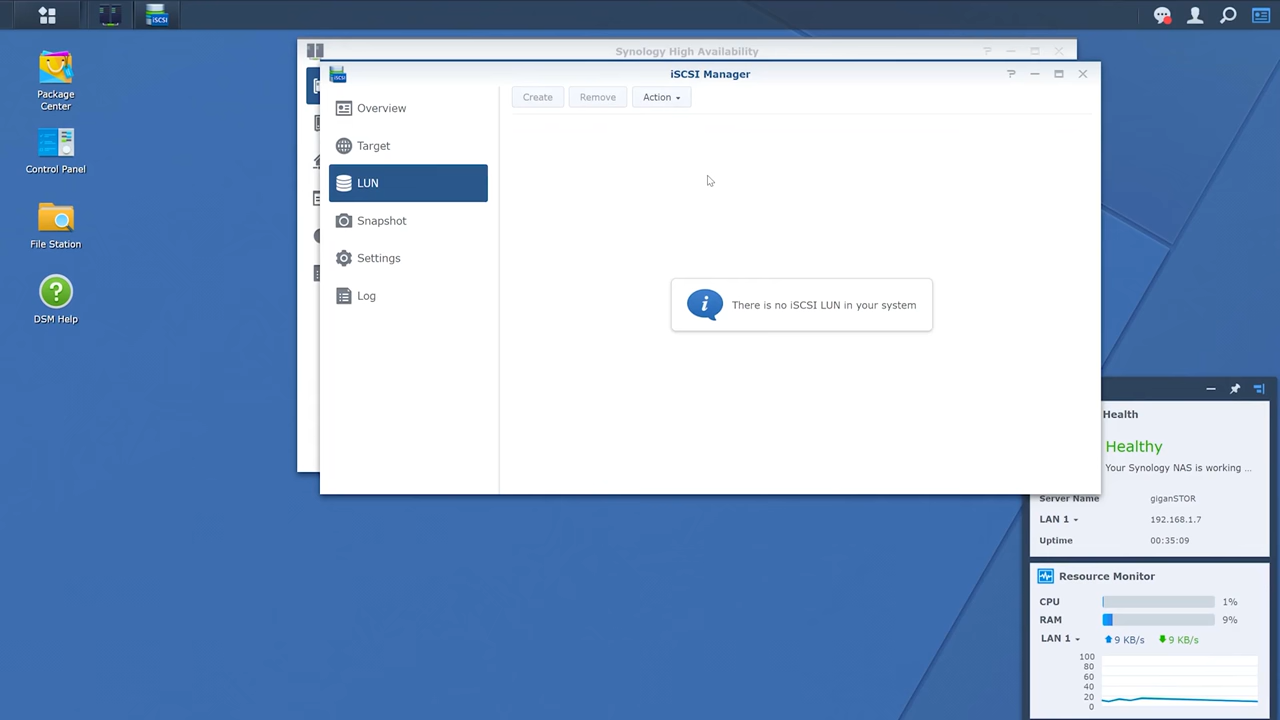 iSCSI
Package
Center
Control Panel
File Station
DSM Help
Synology High Availability
iSCSI
iSCSI Manager
Overview
Target
LUN
Snapshot
Settings
Log
Create
Remove
Action
There is no iSCSI LUN in your system
Health
Healthy
Your Synology NAS is working ...
Server Name
giganSTOR
LAN 1
192.168.1.7
Uptime
00:35:09
Resource Monitor
CPU
1%
RAM
9%
LAN 1
9 KB/s
9 KB/s
100
80
60
40
20
0